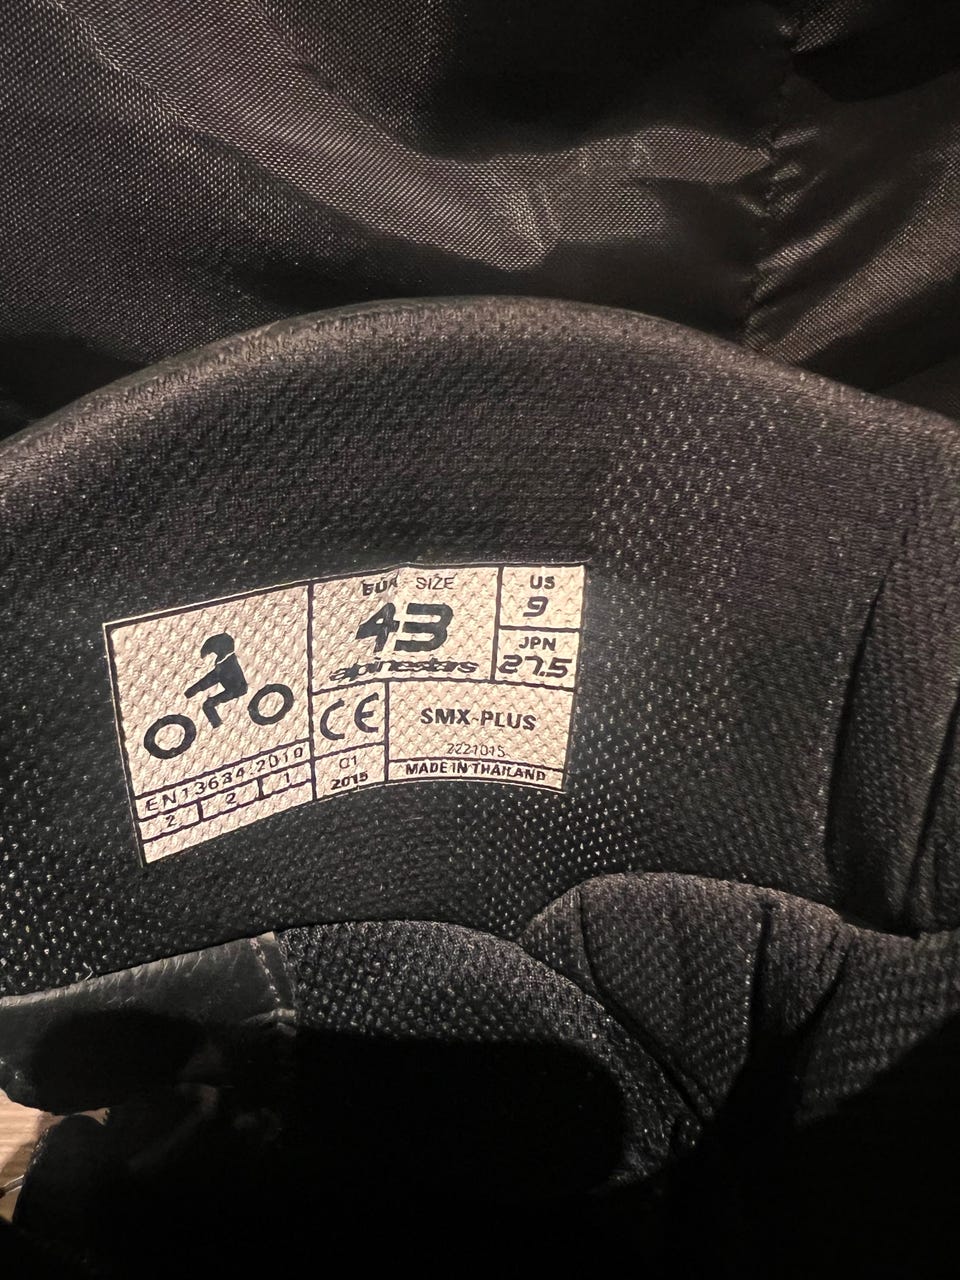 EUR SIZE
43
alpinestars
US
9
JPN
27.5
CE
SMX-PLUS
2221015
01
2015
MADE IN THAILAND
EN13634:2010
2 2 1